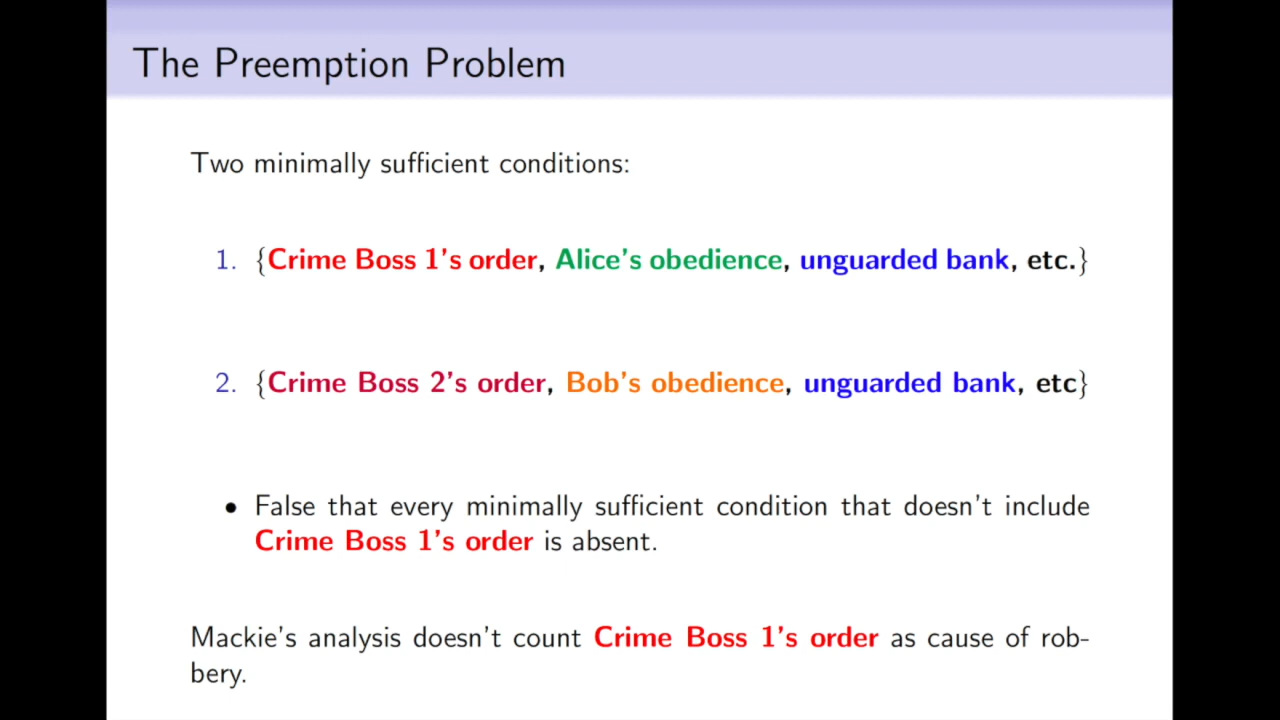 The Preemption Problem
Two minimally sufficient conditions:
1. {Crime Boss 1's order, Alice's obedience, unguarded bank, etc.}
2. {Crime Boss 2's order, Bob's obedience, unguarded bank, etc}
• False that every minimally sufficient condition that doesn't include
Crime Boss 1's order is absent.
Mackie's analysis doesn't count Crime Boss 1's order as cause of rob-
bery.